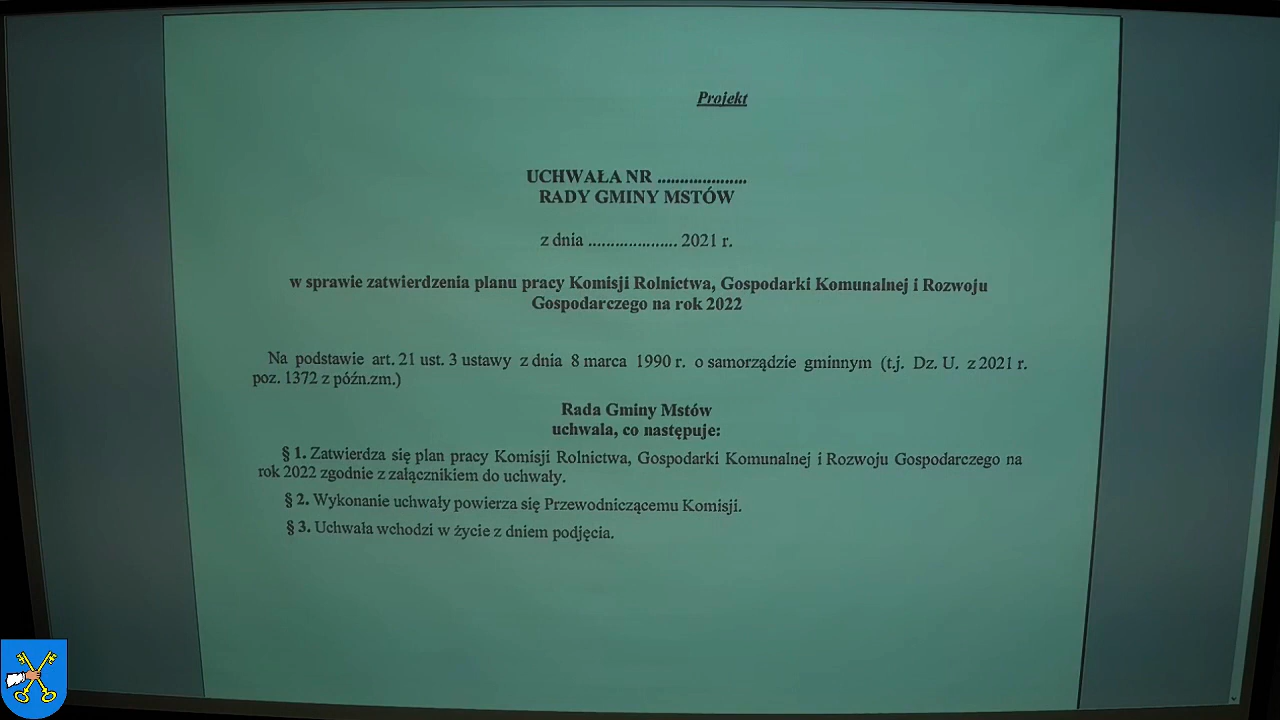 Projekt
UCHWAŁA NR ....................
RADY GMINY MSTÓW
z dnia .................... 2021 r.
w sprawie zatwierdzenia planu pracy Komisji Rolnictwa, Gospodarki Komunalnej i Rozwoju
Gospodarczego na rok 2022
Na podstawie art. 21 ust. 3 ustawy z dnia 8 marca 1990 r. o samorządzie gminnym (t.j. Dz. U. z 2021 r.
poz. 1372 z późn.zm.)
Rada Gminy Mstów
uchwala, co następuje:
§ 1. Zatwierdza się plan pracy Komisji Rolnictwa, Gospodarki Komunalnej i Rozwoju Gospodarczego na
rok 2022 zgodnie z załącznikiem do uchwały.
§ 2. Wykonanie uchwały powierza się Przewodniczącemu Komisji.
§ 3. Uchwała wchodzi w życie z dniem podjęcia.